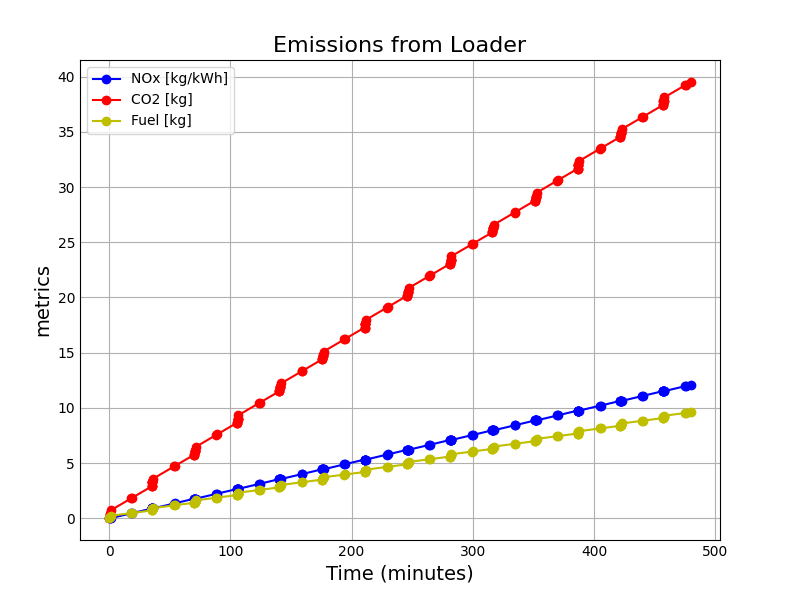 Emissions from Loader
NOx [kg/kWh]
CO2 [kg]
Fuel [kg]
metrics
40
35
30
25
20
15
10
5
0
0 100 200 300 400 500
Time (minutes)